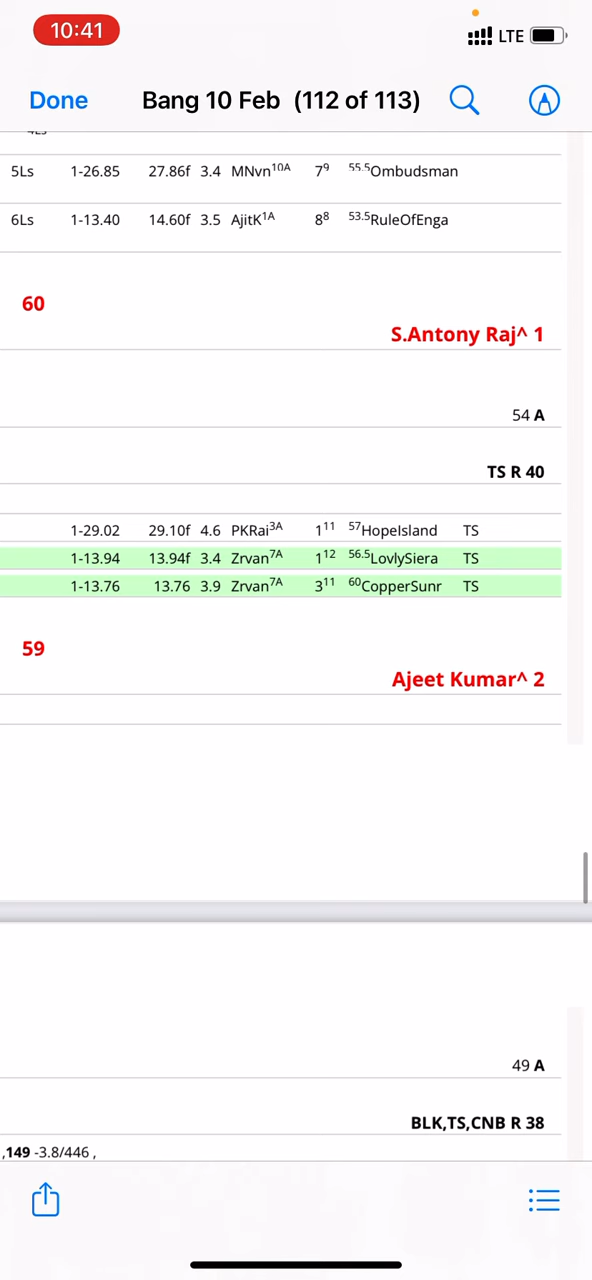 10:41 LTE
Done Bang 10 Feb (112 of 113)
5Ls 1-26.85 27.86f 3.4 MNvn10A 7⁹ 55.5Ombudsman
6Ls 1-13.40 14.60f 3.5 AjitK1A 8⁸ 53.5RuleOfEnga
60
S.Antony Raj^ 1
54 A
TS R 40
1-29.02 29.10f 4.6 PKRai3A 1¹¹ 57HopeIsland TS
1-13.94 13.94f 3.4 Zrvan7A 1¹² 56.5LovlySiera TS
1-13.76 13.76 3.9 Zrvan7A 3¹¹ 60CopperSunr TS
59
Ajeet Kumar^ 2
49 A
BLK,TS,CNB R 38
,149 -3.8/446 ,